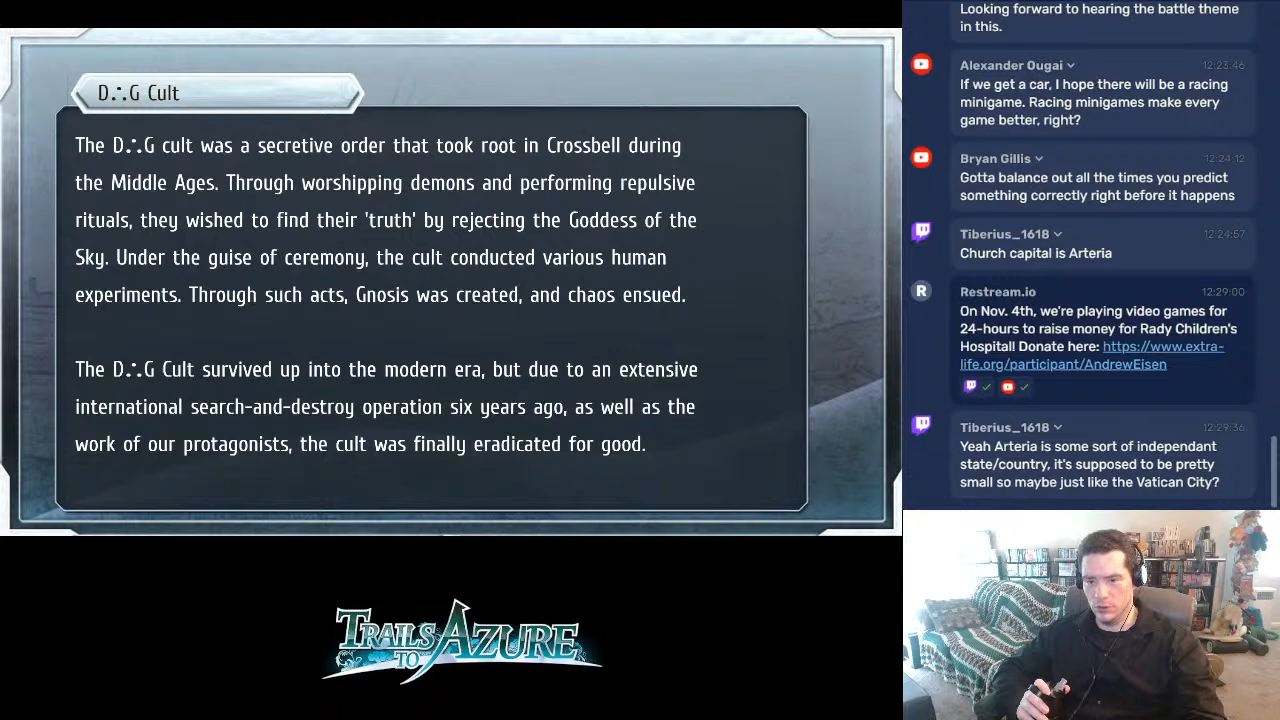 D∴G Cult
The D∴G cult was a secretive order that took root in Crossbell during
the Middle Ages. Through worshipping demons and performing repulsive
rituals, they wished to find their 'truth' by rejecting the Goddess of the
Sky. Under the guise of ceremony, the cult conducted various human
experiments. Through such acts, Gnosis was created, and chaos ensued.
The D∴G Cult survived up into the modern era, but due to an extensive
international search-and-destroy operation six years ago, as well as the
work of our protagonists, the cult was finally eradicated for good.
TRAILS TO AZURE
Looking forward to hearing the battle theme
in this.
Alexander Ougai 12:23:46
If we get a car, I hope there will be a racing
minigame. Racing minigames make every
game better, right?
Bryan Gillis 12:24:12
Gotta balance out all the times you predict
something correctly right before it happens
Tiberius_1618 12:24:57
Church capital is Arteria
R
Restream.io 12:29:00
On Nov. 4th, we're playing video games for
24-hours to raise money for Rady Children's
Hospital! Donate here: https://www.extra-
life.org/participant/AndrewEisen
Tiberius_1618 12:29:36
Yeah Arteria is some sort of independant
state/country, it's supposed to be pretty
small so maybe just like the Vatican City?